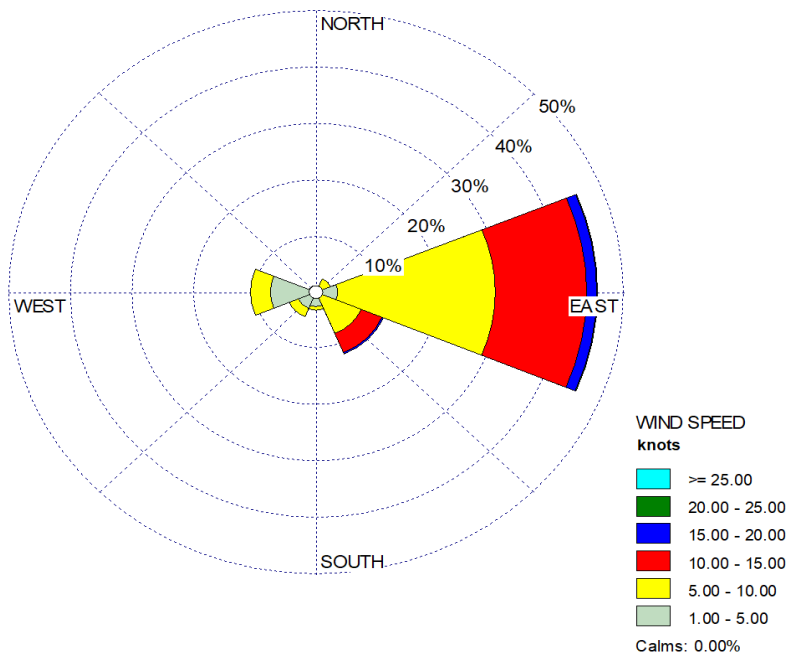 NORTH
50%
40%
30%
20%
10%
WEST
EAST
SOUTH
WIND SPEED
knots
>= 25.00
20.00 - 25.00
15.00 - 20.00
10.00 - 15.00
5.00 - 10.00
1.00 - 5.00
Calms: 0.00%